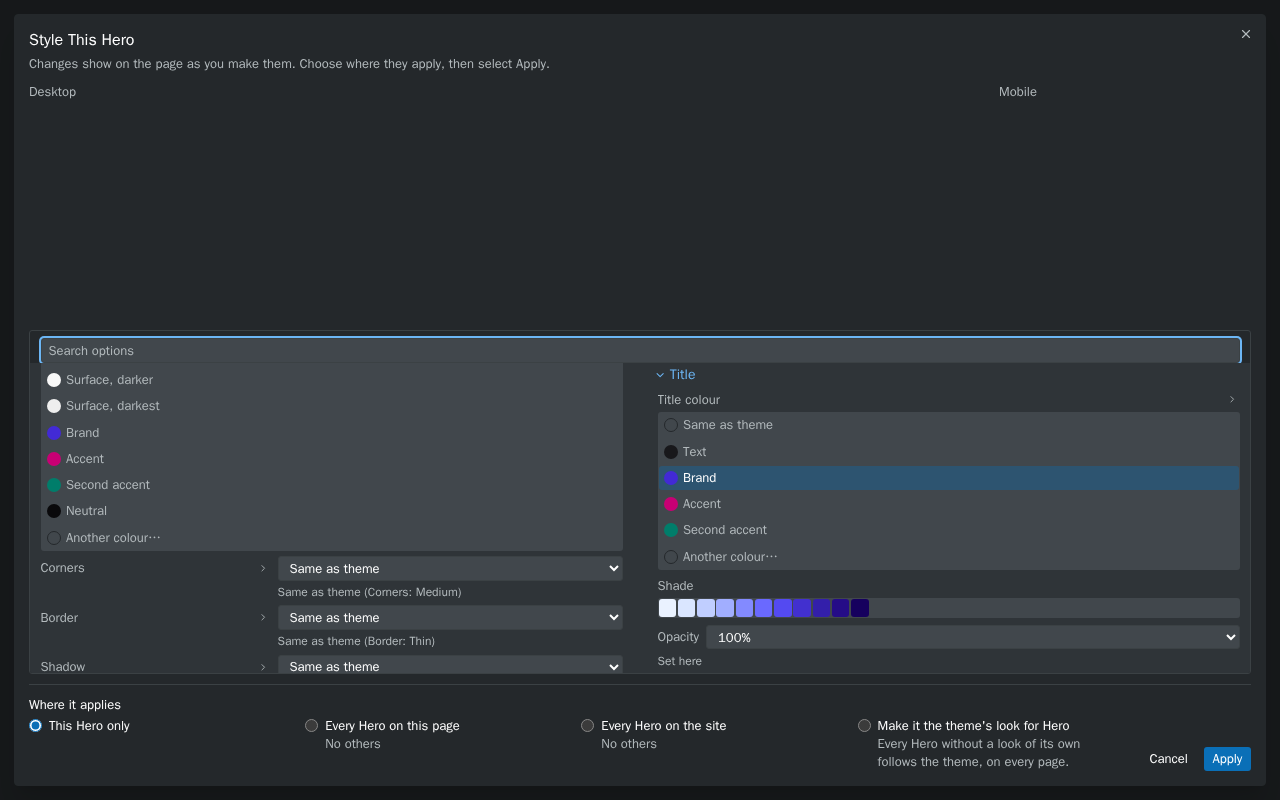 Style This Hero
Changes show on the page as you make them. Choose where they apply, then select Apply.
Desktop
Mobile
Search options
Surface, darker
Surface, darkest
Brand
Accent
Second accent
Neutral
Another colour…
Corners
Same as theme
Same as theme (Corners: Medium)
Border
Same as theme
Same as theme (Border: Thin)
Shadow
Same as theme
Title
Title colour
Same as theme
Text
Brand
Accent
Second accent
Another colour…
Shade
Opacity
100%
Set here
Where it applies
This Hero only
Every Hero on this page
No others
Every Hero on the site
No others
Make it the theme's look for Hero
Every Hero without a look of its own
follows the theme, on every page.
Cancel
Apply